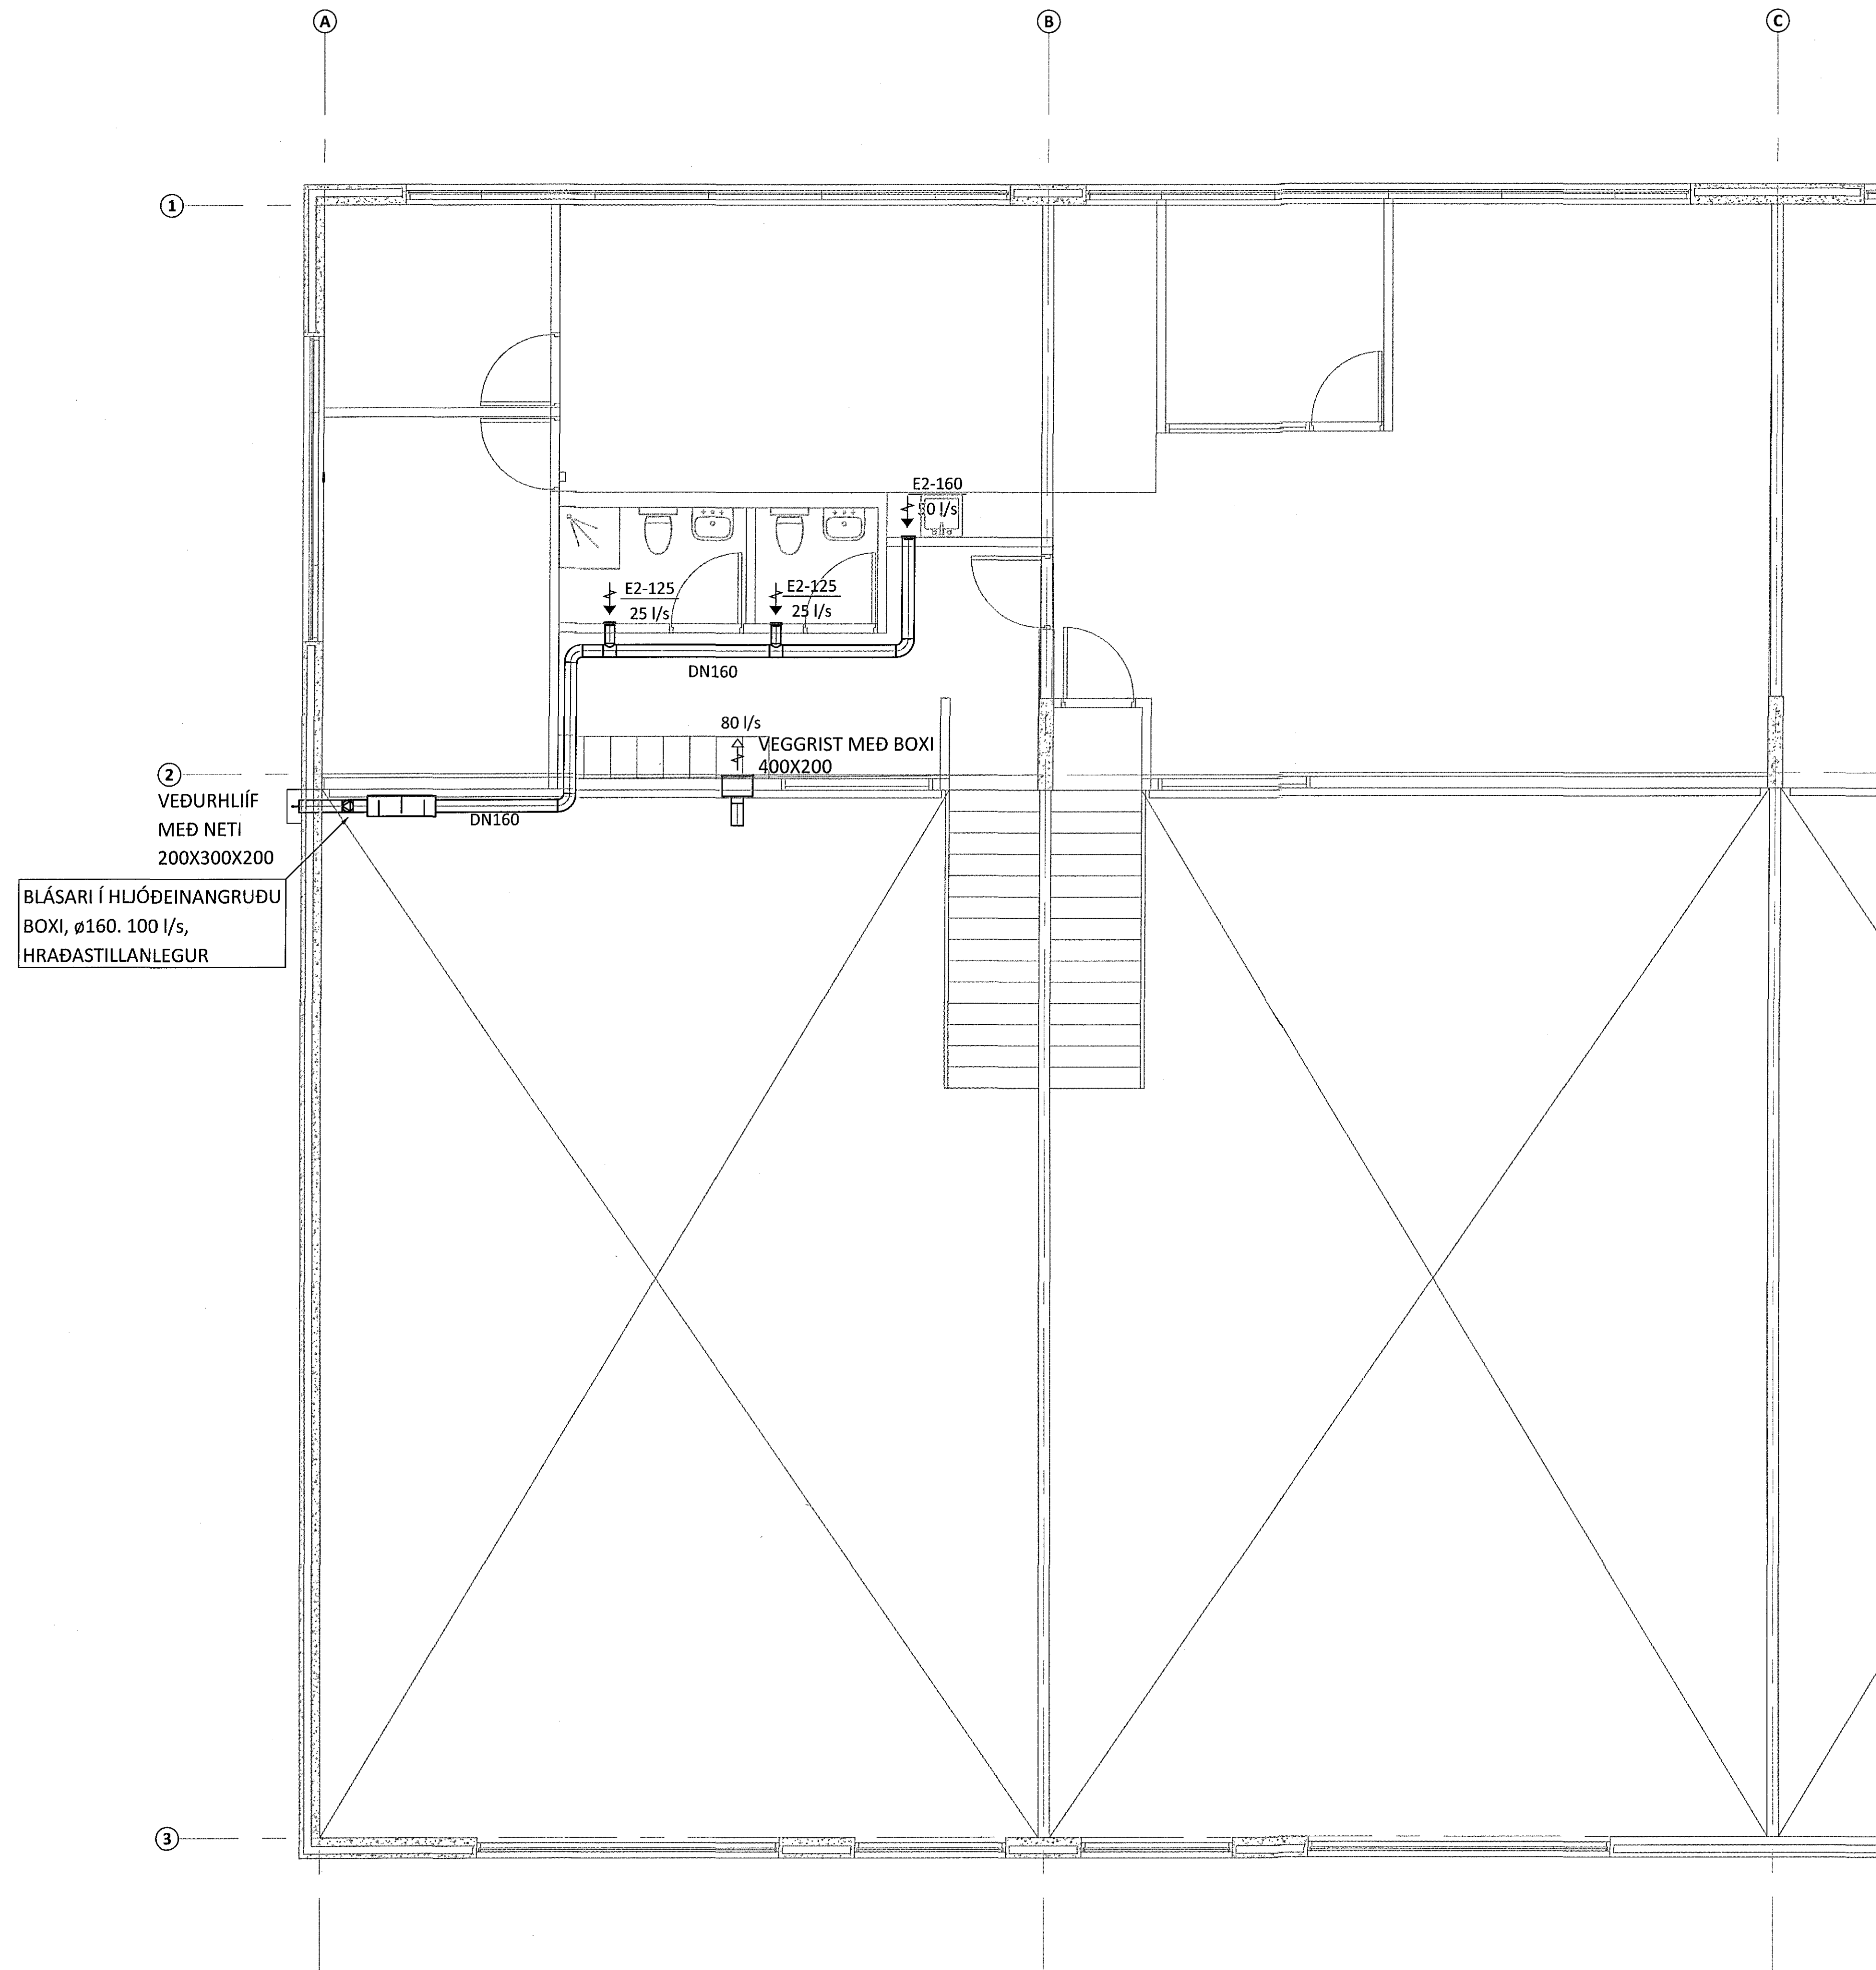 A
B
C
1
E2-160
50 l/s
E2-125
25 l/s
E2-125
25 l/s
DN160
80 l/s
VEGGRIST MEÐ BOXI
400X200
2
VEÐURHLIÍF
MEÐ NETI
200X300X200
DN160
BLÁSARI Í HLJÓÐEINANGRUÐU
BOXI, ø160. 100 l/s,
HRAÐASTILLANLEGUR
3